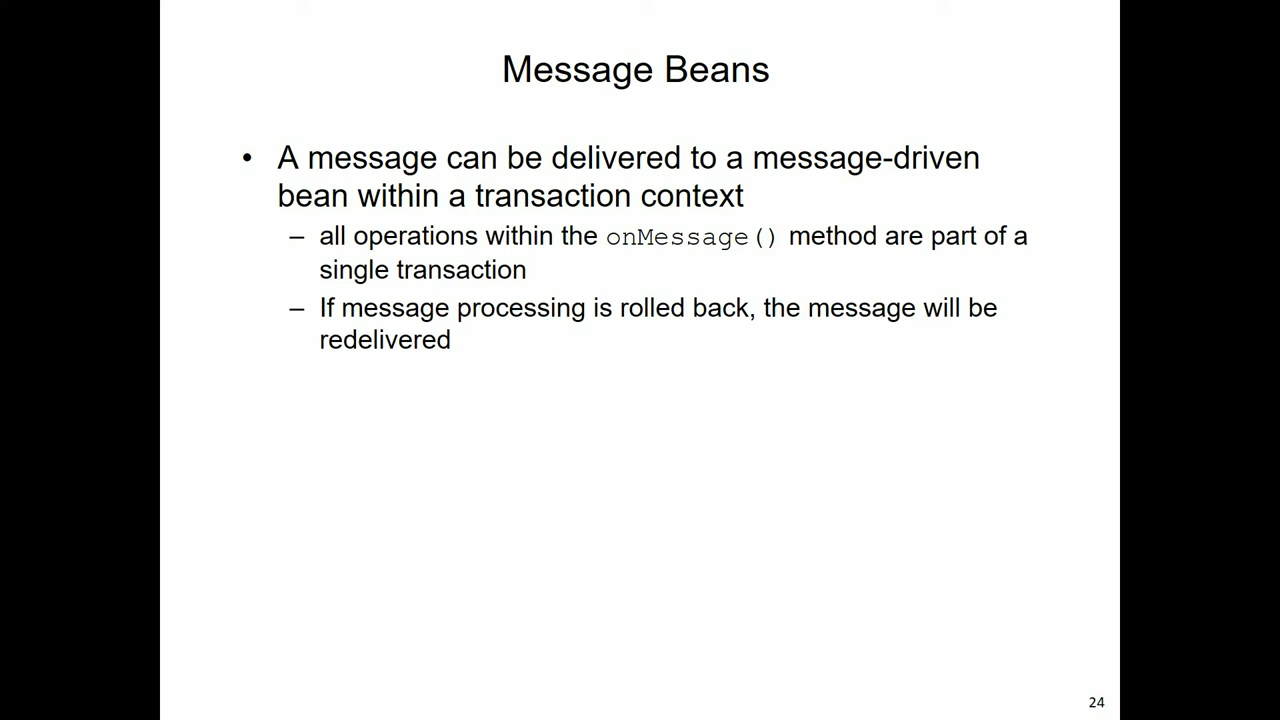 Message Beans
• A message can be delivered to a message-driven
bean within a transaction context
– all operations within the onMessage() method are part of a
single transaction
– If message processing is rolled back, the message will be
redelivered
24